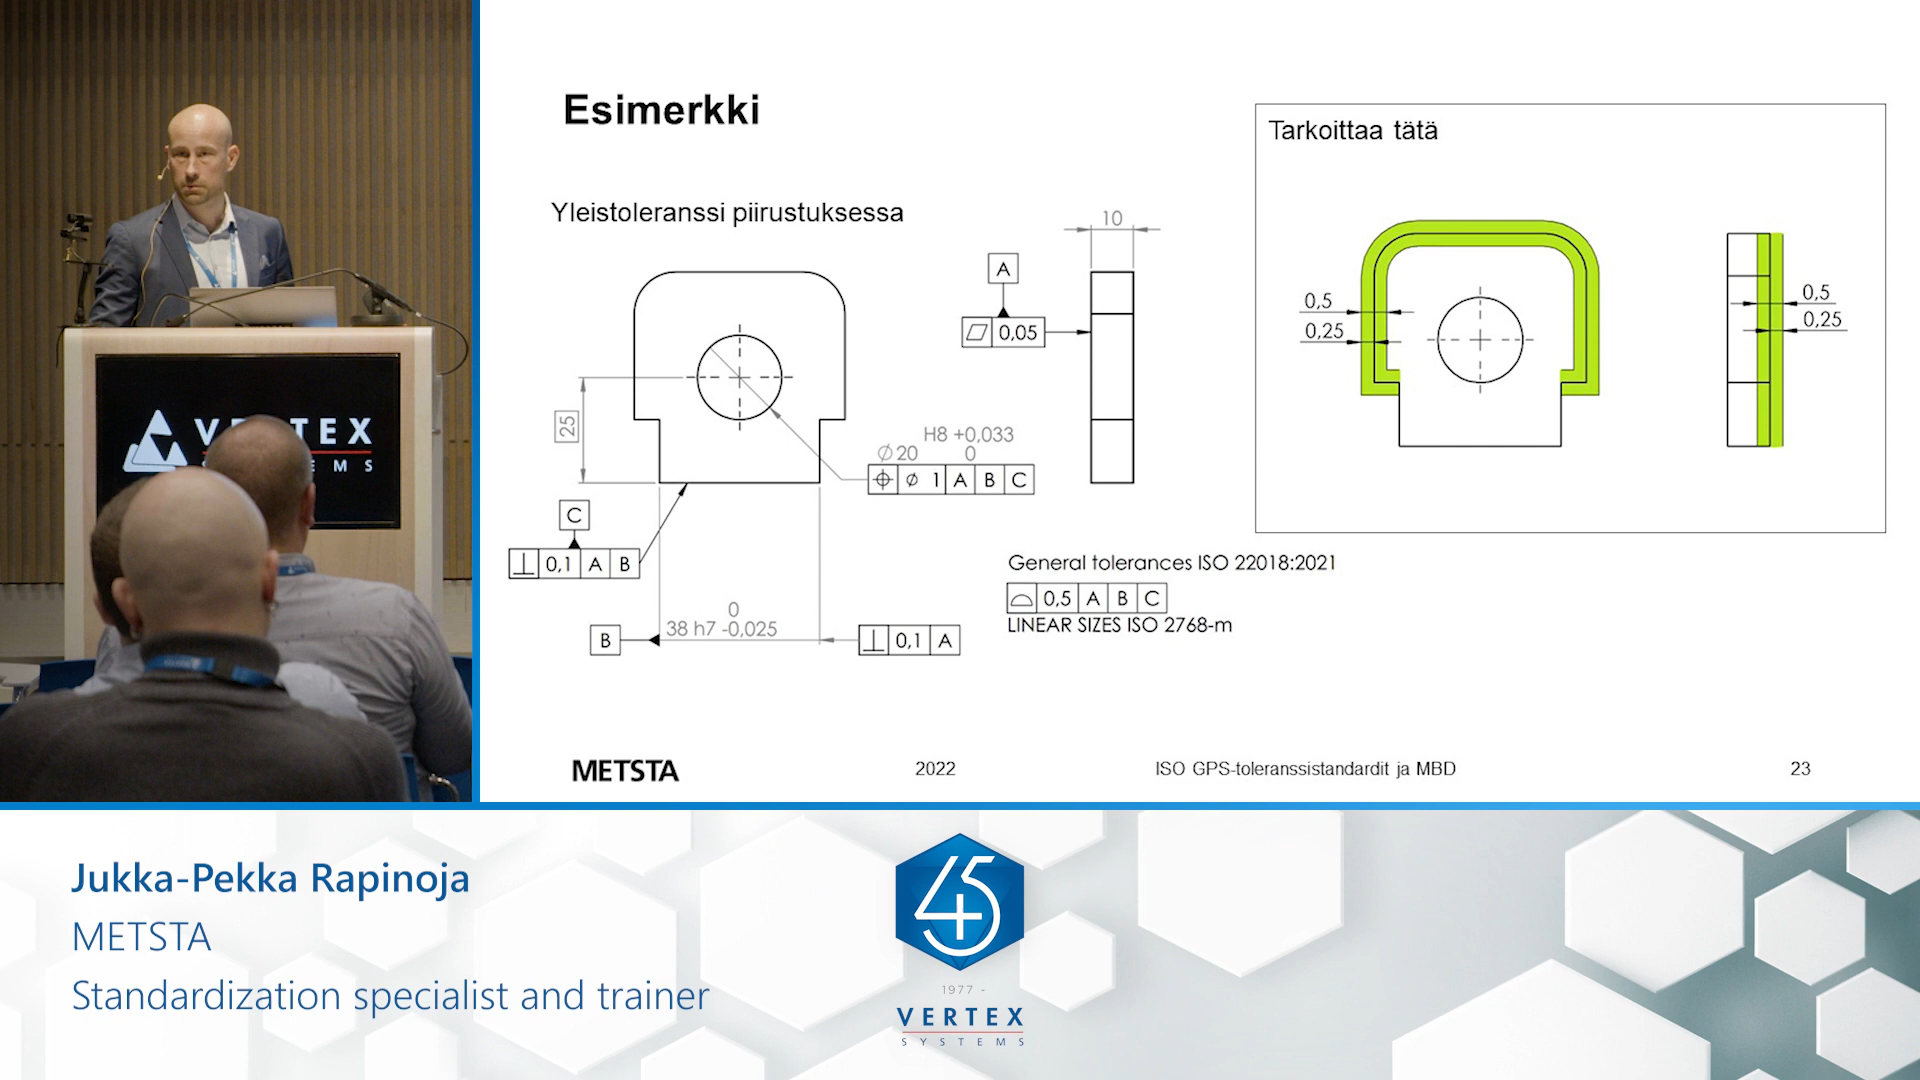 Esimerkki
Yleistoleranssi piirustuksessa
10
A
0,05
25
H8 +0,033
⌀20 0
⌖ ⌀ 1 A B C
C
⊥ 0,1 A B
0
38 h7 -0,025
B
⊥ 0,1 A
General tolerances ISO 22018:2021
⌓ 0,5 A B C
LINEAR SIZES ISO 2768-m
Tarkoittaa tätä
0,5
0,25
0,5
0,25
METSTA
2022
ISO GPS-toleranssistandardit ja MBD
23
Jukka-Pekka Rapinoja
METSTA
Standardization specialist and trainer
45
1977 -
VERTEX
SYSTEMS